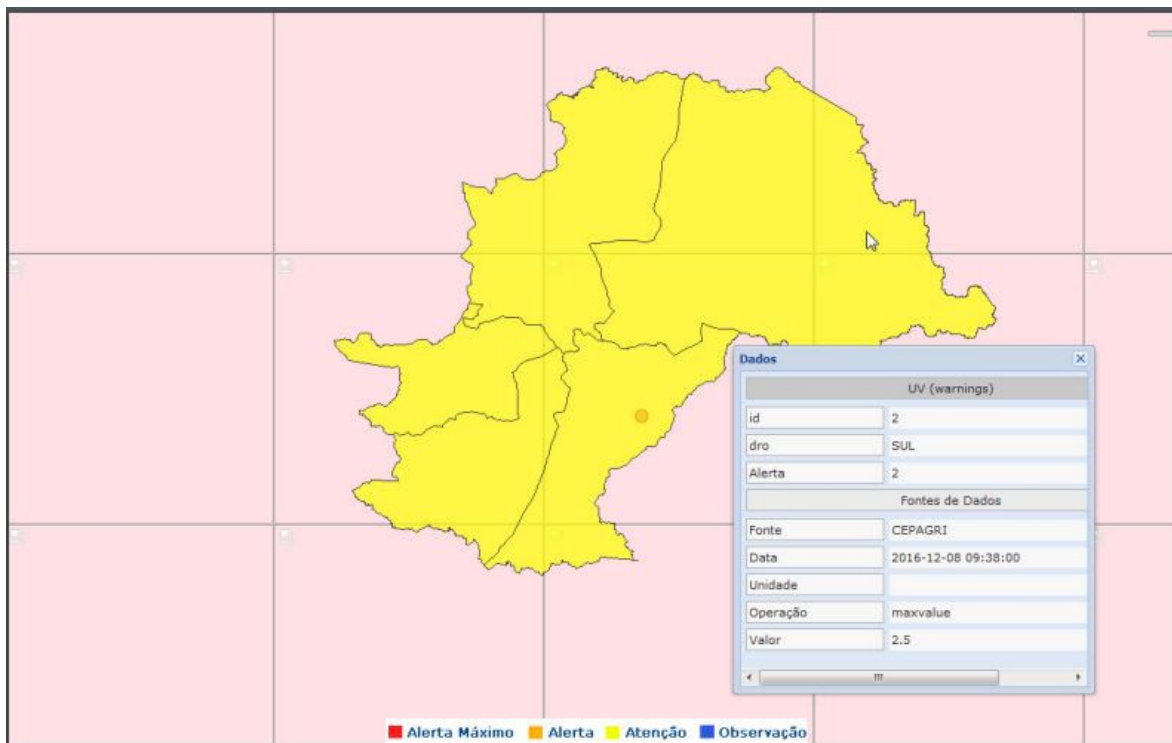 Dados
UV (warnings)
id 2
dro SUL
Alerta 2
Fontes de Dados
Fonte CEPAGRI
Data 2016-12-08 09:38:00
Unidade
Operação maxvalue
Valor 2.5
Alerta Máximo Alerta Atenção Observação